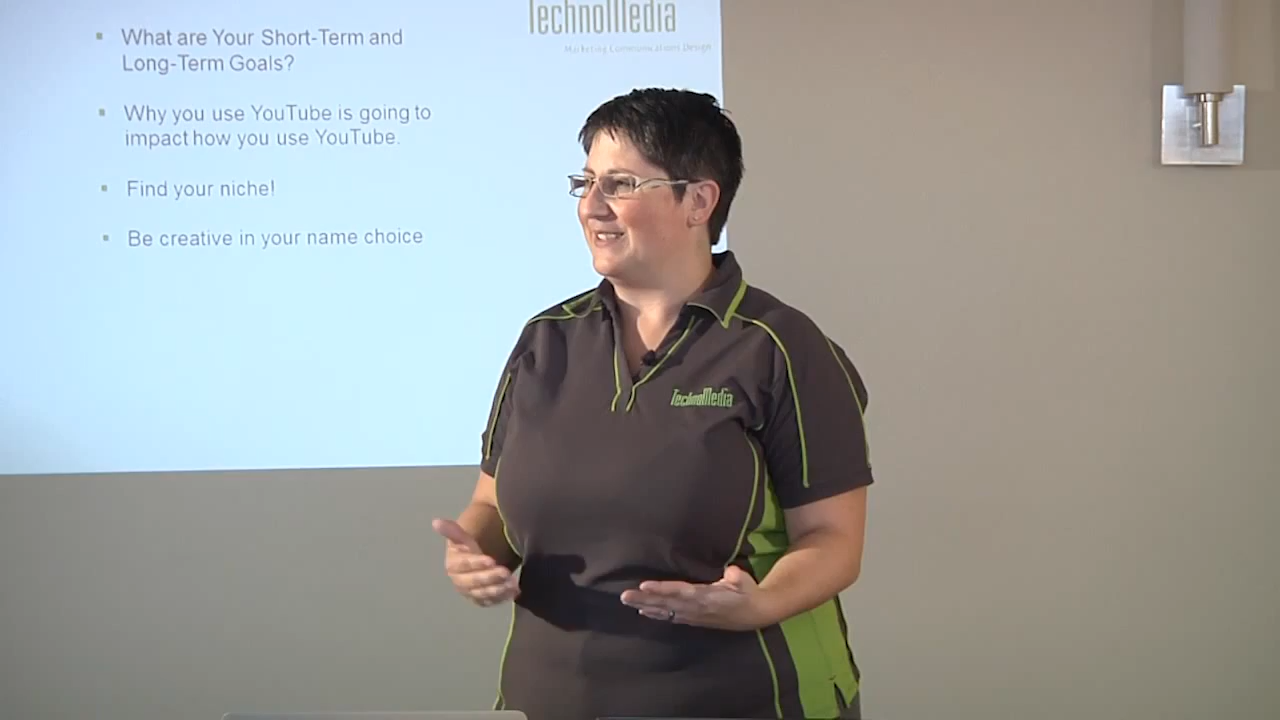 TechnoMedia
Marketing Communications Design
What are Your Short-Term and
Long-Term Goals?
Why you use YouTube is going to
impact how you use YouTube.
Find your niche!
Be creative in your name choice
TechnoMedia